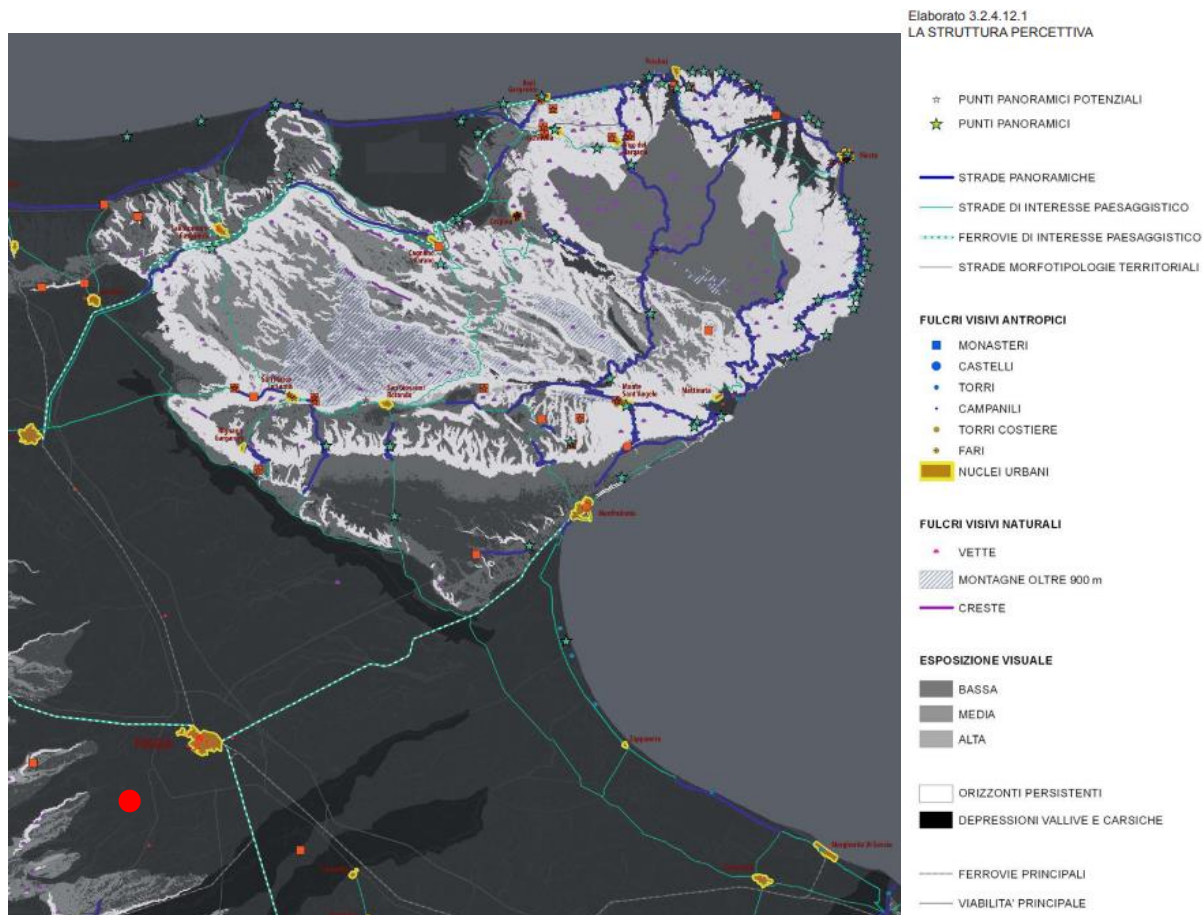 Elaborato 3.2.4.12.1
LA STRUTTURA PERCETTIVA
PUNTI PANORAMICI POTENZIALI
PUNTI PANORAMICI
STRADE PANORAMICHE
STRADE DI INTERESSE PAESAGGISTICO
FERROVIE DI INTERESSE PAESAGGISTICO
STRADE MORFOTIPOLOGIE TERRITORIALI
FULCRI VISIVI ANTROPICI
MONASTERI
CASTELLI
TORRI
CAMPANILI
TORRI COSTIERE
FARI
NUCLEI URBANI
FULCRI VISIVI NATURALI
VETTE
MONTAGNE OLTRE 900 m
CRESTE
ESPOSIZIONE VISUALE
BASSA
MEDIA
ALTA
ORIZZONTI PERSISTENTI
DEPRESSIONI VALLIVE E CARSICHE
FERROVIE PRINCIPALI
VIABILITA' PRINCIPALE
Peschici
Vieste
Monte
Sant'Angelo
Mattinata
San Giovanni
Rotondo
Manfredonia
Zapponeta